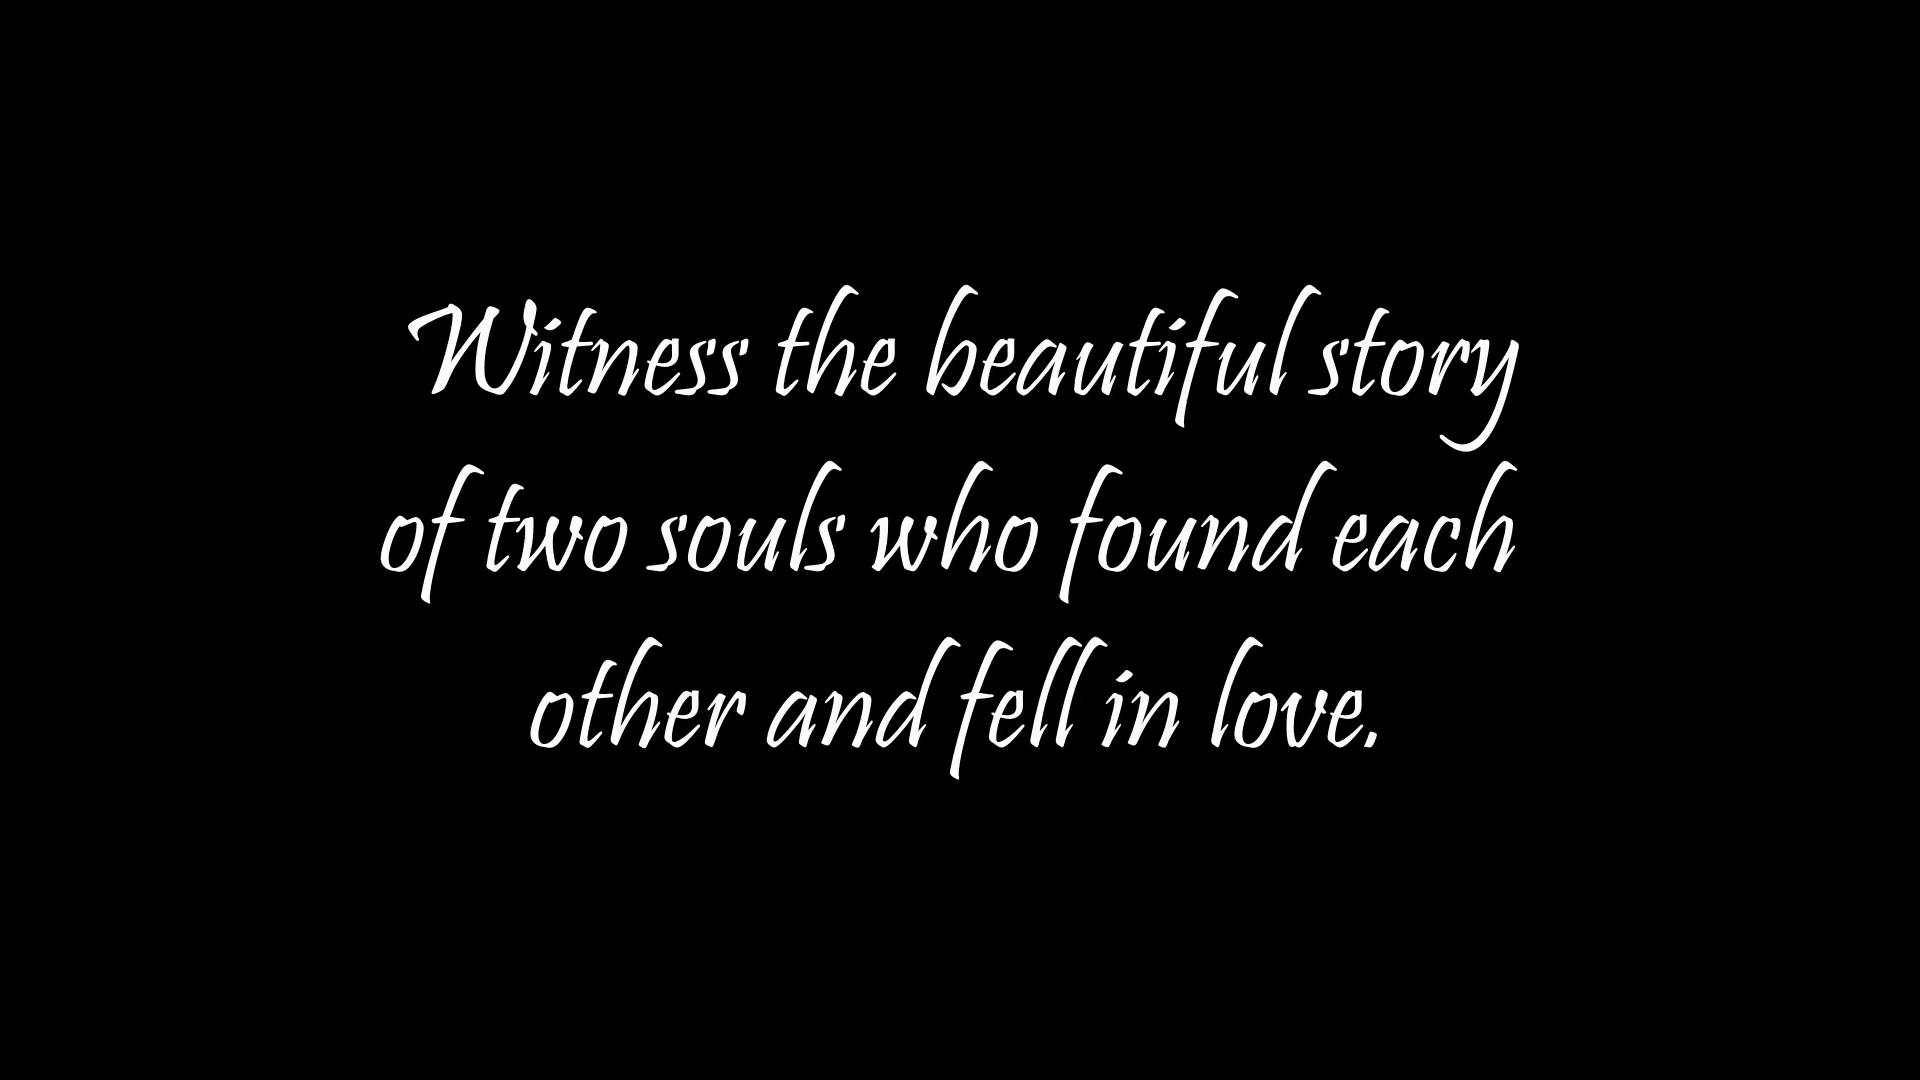 Witness the beautiful story
of two souls who found each
other and fell in love.